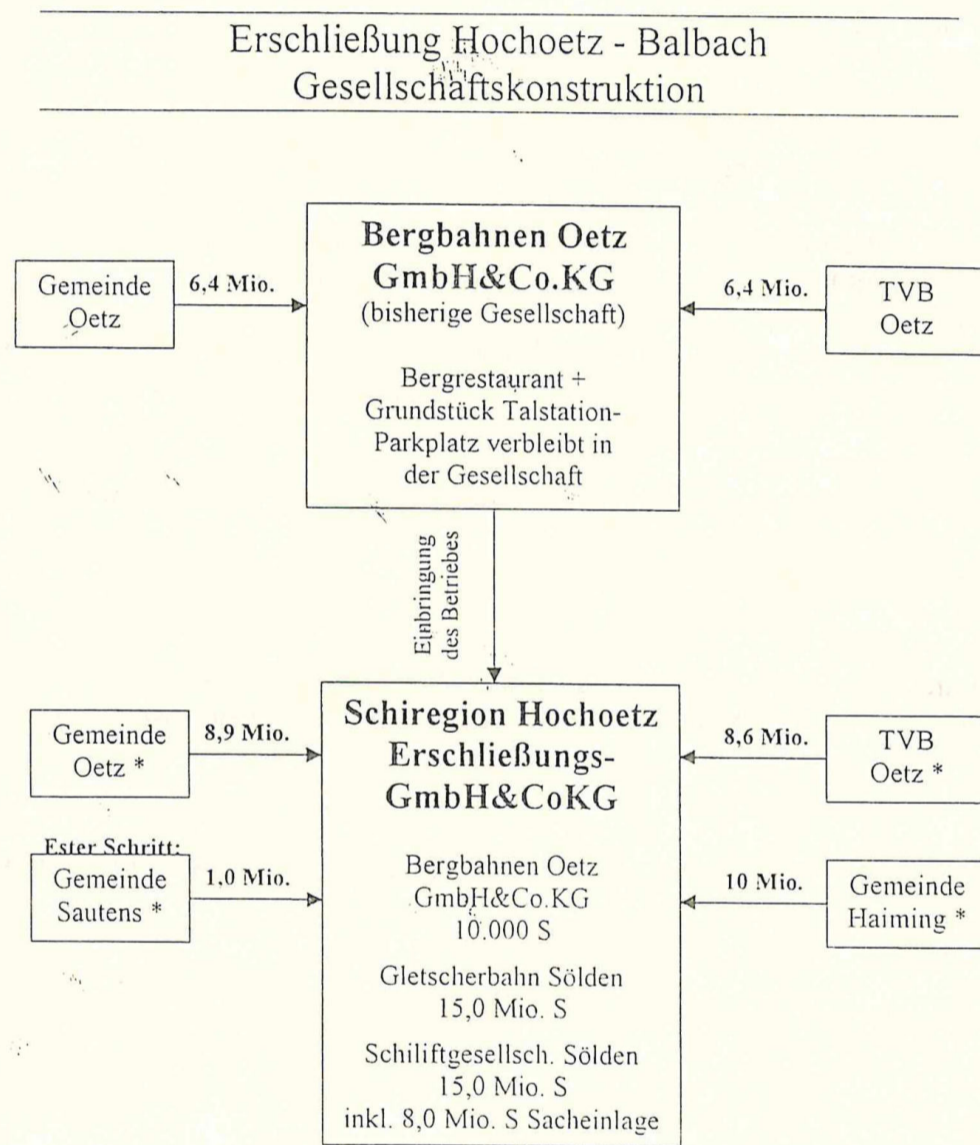 Erschließung Hochoetz - Balbach
Gesellschaftskonstruktion
Gemeinde
Oetz
6,4 Mio.
Bergbahnen Oetz
GmbH&Co.KG
(bisherige Gesellschaft)
Bergrestaurant +
Grundstück Talstation-
Parkplatz verbleibt in
der Gesellschaft
6,4 Mio.
TVB
Oetz
Einbringung
des Betriebes
Gemeinde
Oetz *
8,9 Mio.
Ester Schritt:
Gemeinde
Sautens *
1,0 Mio.
Schiregion Hochoetz
Erschließungs-
GmbH&CoKG
Bergbahnen Oetz
GmbH&Co.KG
10.000 S
Gletscherbahn Sölden
15,0 Mio. S
Schiliftgesellsch. Sölden
15,0 Mio. S
inkl. 8,0 Mio. S Sacheinlage
8,6 Mio.
TVB
Oetz *
10 Mio.
Gemeinde
Haiming *